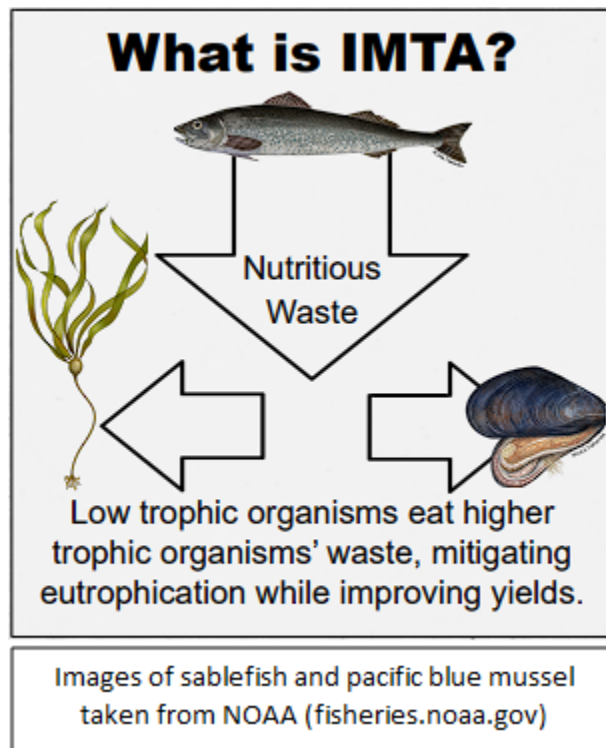 What is IMTA?
Nutritious
Waste
Low trophic organisms eat higher
trophic organisms’ waste, mitigating
eutrophication while improving yields.
Images of sablefish and pacific blue mussel
taken from NOAA (fisheries.noaa.gov)